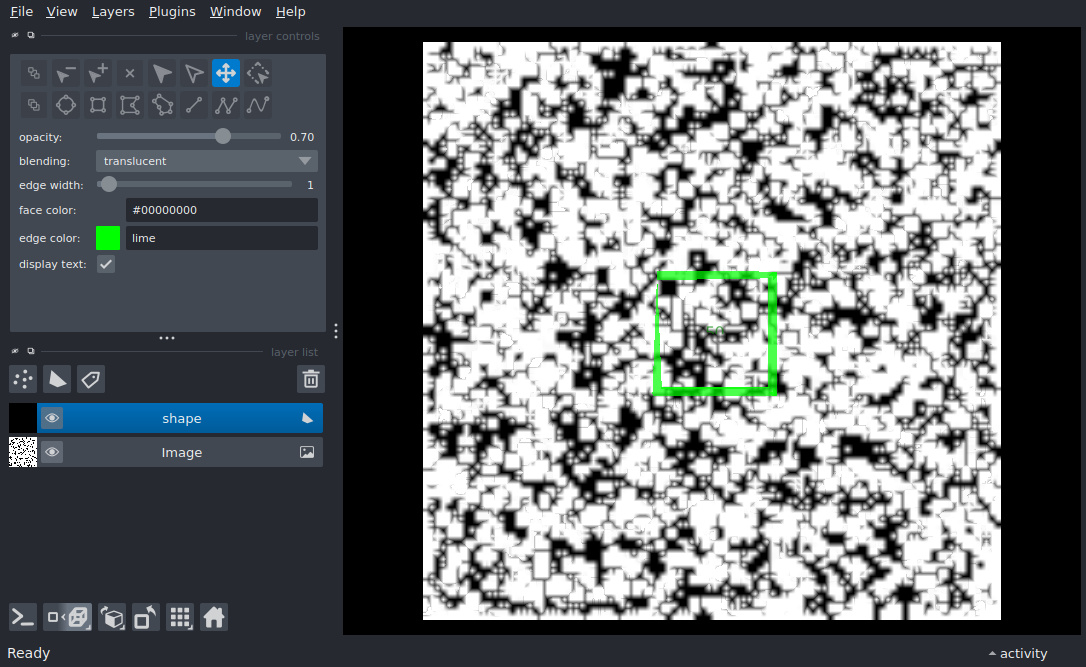 File View Layers Plugins Window Help
layer controls
opacity: 0.70
blending: translucent
edge width: 1
face color: #00000000
edge color: lime
display text:
layer list
shape
Image
Ready
activity